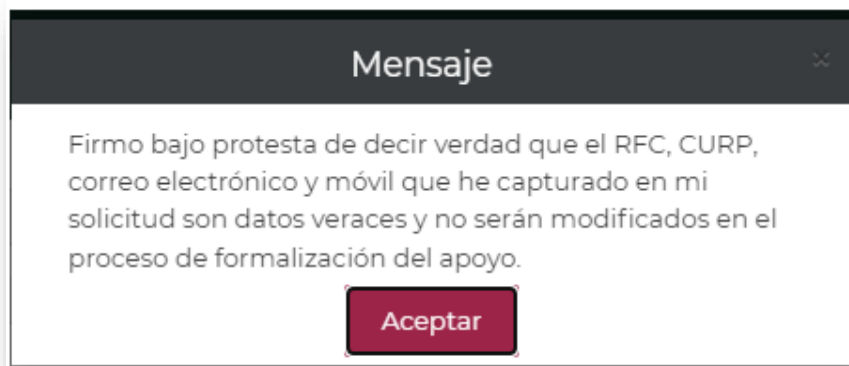 Mensaje
Firmo bajo protesta de decir verdad que el RFC, CURP,
correo electrónico y móvil que he capturado en mi
solicitud son datos veraces y no serán modificados en el
proceso de formalización del apoyo.
Aceptar